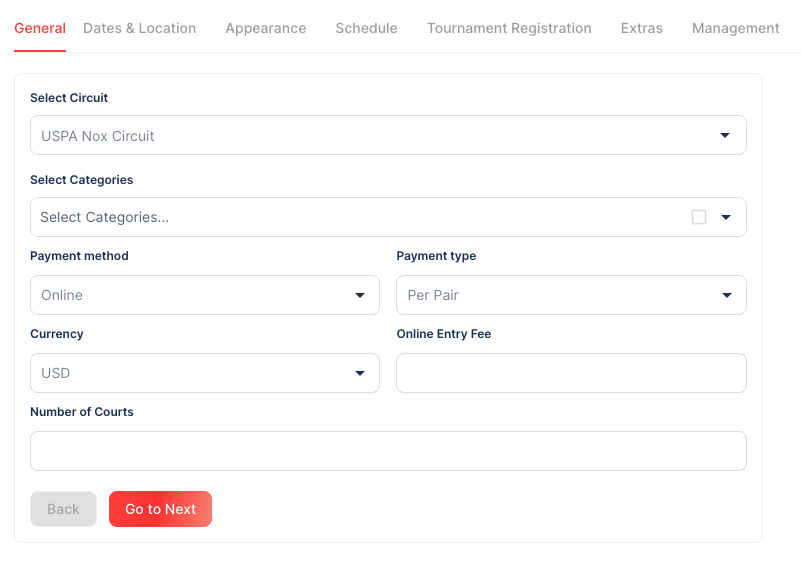 General Dates & Location Appearance Schedule Tournament Registration Extras Management
Select Circuit
USPA Nox Circuit
Select Categories
Select Categories...
Payment method Payment type
Online Per Pair
Currency Online Entry Fee
USD
Number of Courts
Back Go to Next